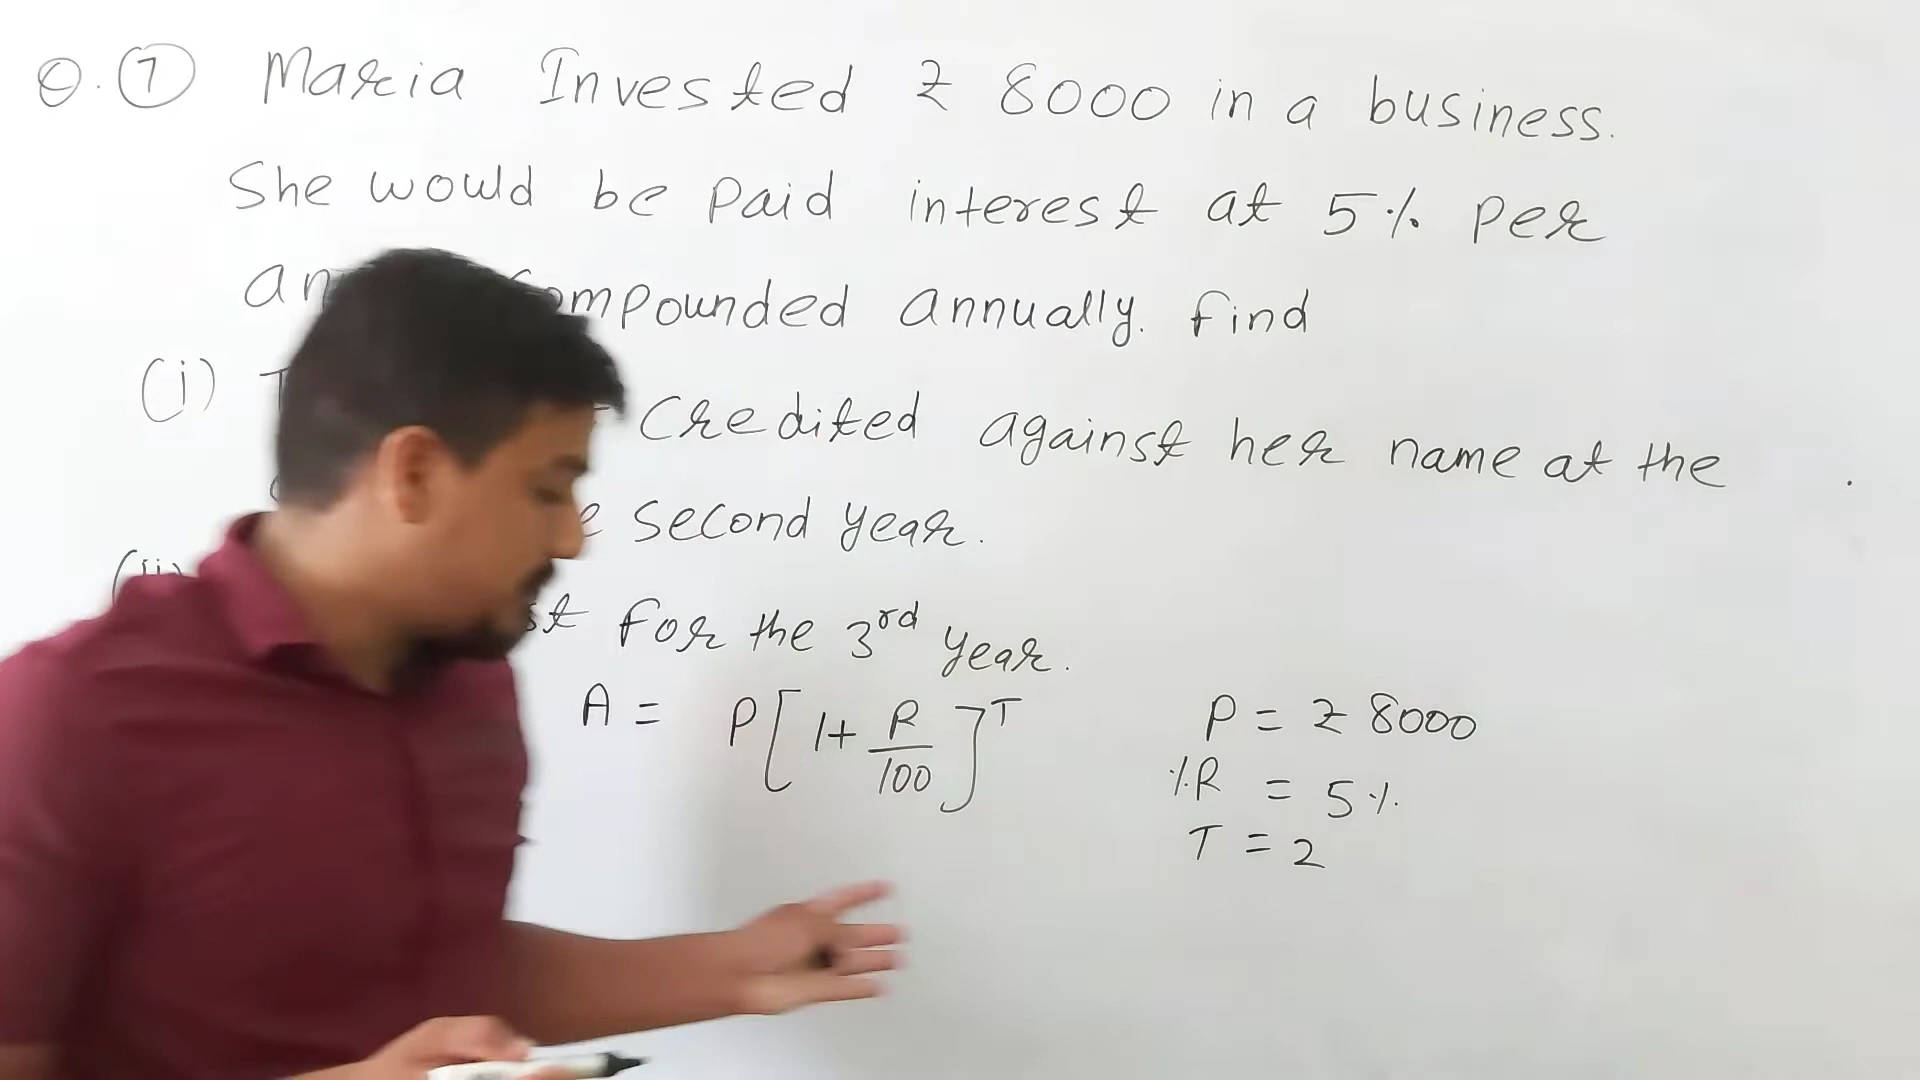 Q. 7 Maria Invested ₹ 8000 in a business.
She would be paid interest at 5% per
compounded annually. find
(i) credited against her name at the
second year.
(ii)
for the 3rd year.
A = P[1+R/100]^T
P = ₹ 8000
%R = 5%
T = 2